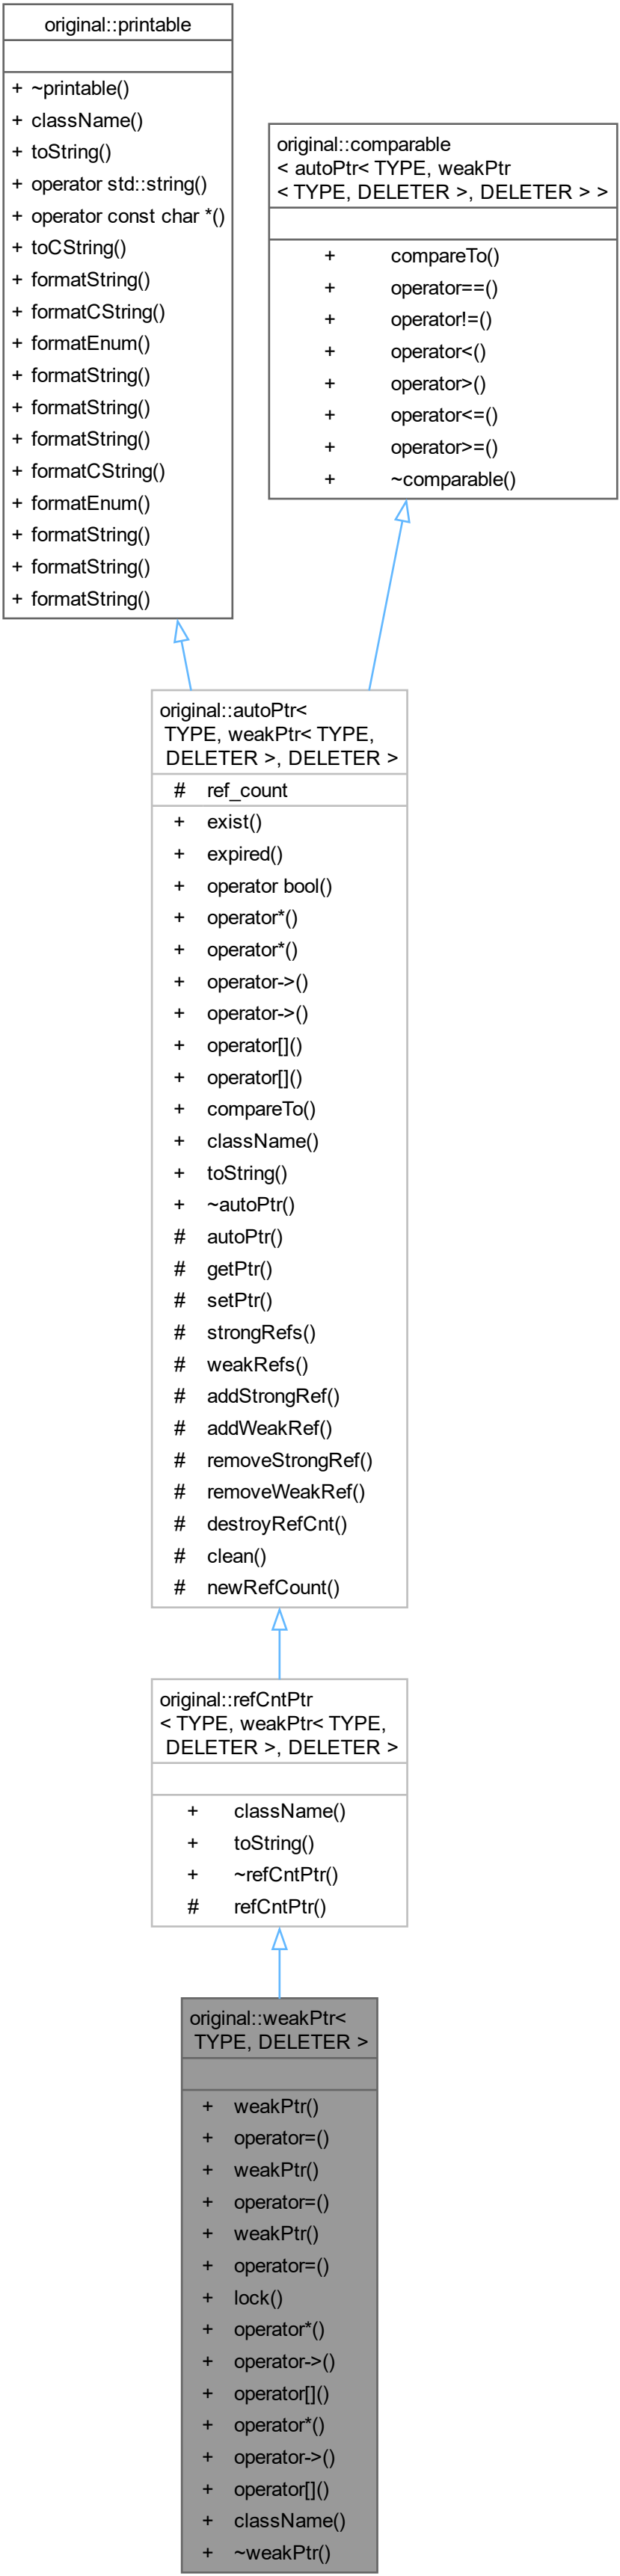 original::printable
+ ~printable()
+ className()
+ toString()
+ operator std::string()
+ operator const char *()
+ toCString()
+ formatString()
+ formatCString()
+ formatEnum()
+ formatString()
+ formatString()
+ formatString()
+ formatCString()
+ formatEnum()
+ formatString()
+ formatString()
+ formatString()
original::comparable
< autoPtr< TYPE, weakPtr
< TYPE, DELETER >, DELETER > >
+ compareTo()
+ operator==()
+ operator!=()
+ operator<()
+ operator>()
+ operator<=()
+ operator>=()
+ ~comparable()
original::autoPtr<
TYPE, weakPtr< TYPE,
DELETER >, DELETER >
# ref_count
+ exist()
+ expired()
+ operator bool()
+ operator*()
+ operator*()
+ operator->()
+ operator->()
+ operator[]()
+ operator[]()
+ compareTo()
+ className()
+ toString()
+ ~autoPtr()
# autoPtr()
# getPtr()
# setPtr()
# strongRefs()
# weakRefs()
# addStrongRef()
# addWeakRef()
# removeStrongRef()
# removeWeakRef()
# destroyRefCnt()
# clean()
# newRefCount()
original::refCntPtr
< TYPE, weakPtr< TYPE,
DELETER >, DELETER >
+ className()
+ toString()
+ ~refCntPtr()
# refCntPtr()
original::weakPtr<
TYPE, DELETER >
+ weakPtr()
+ operator=()
+ weakPtr()
+ operator=()
+ weakPtr()
+ operator=()
+ lock()
+ operator*()
+ operator->()
+ operator[]()
+ operator*()
+ operator->()
+ operator[]()
+ className()
+ ~weakPtr()